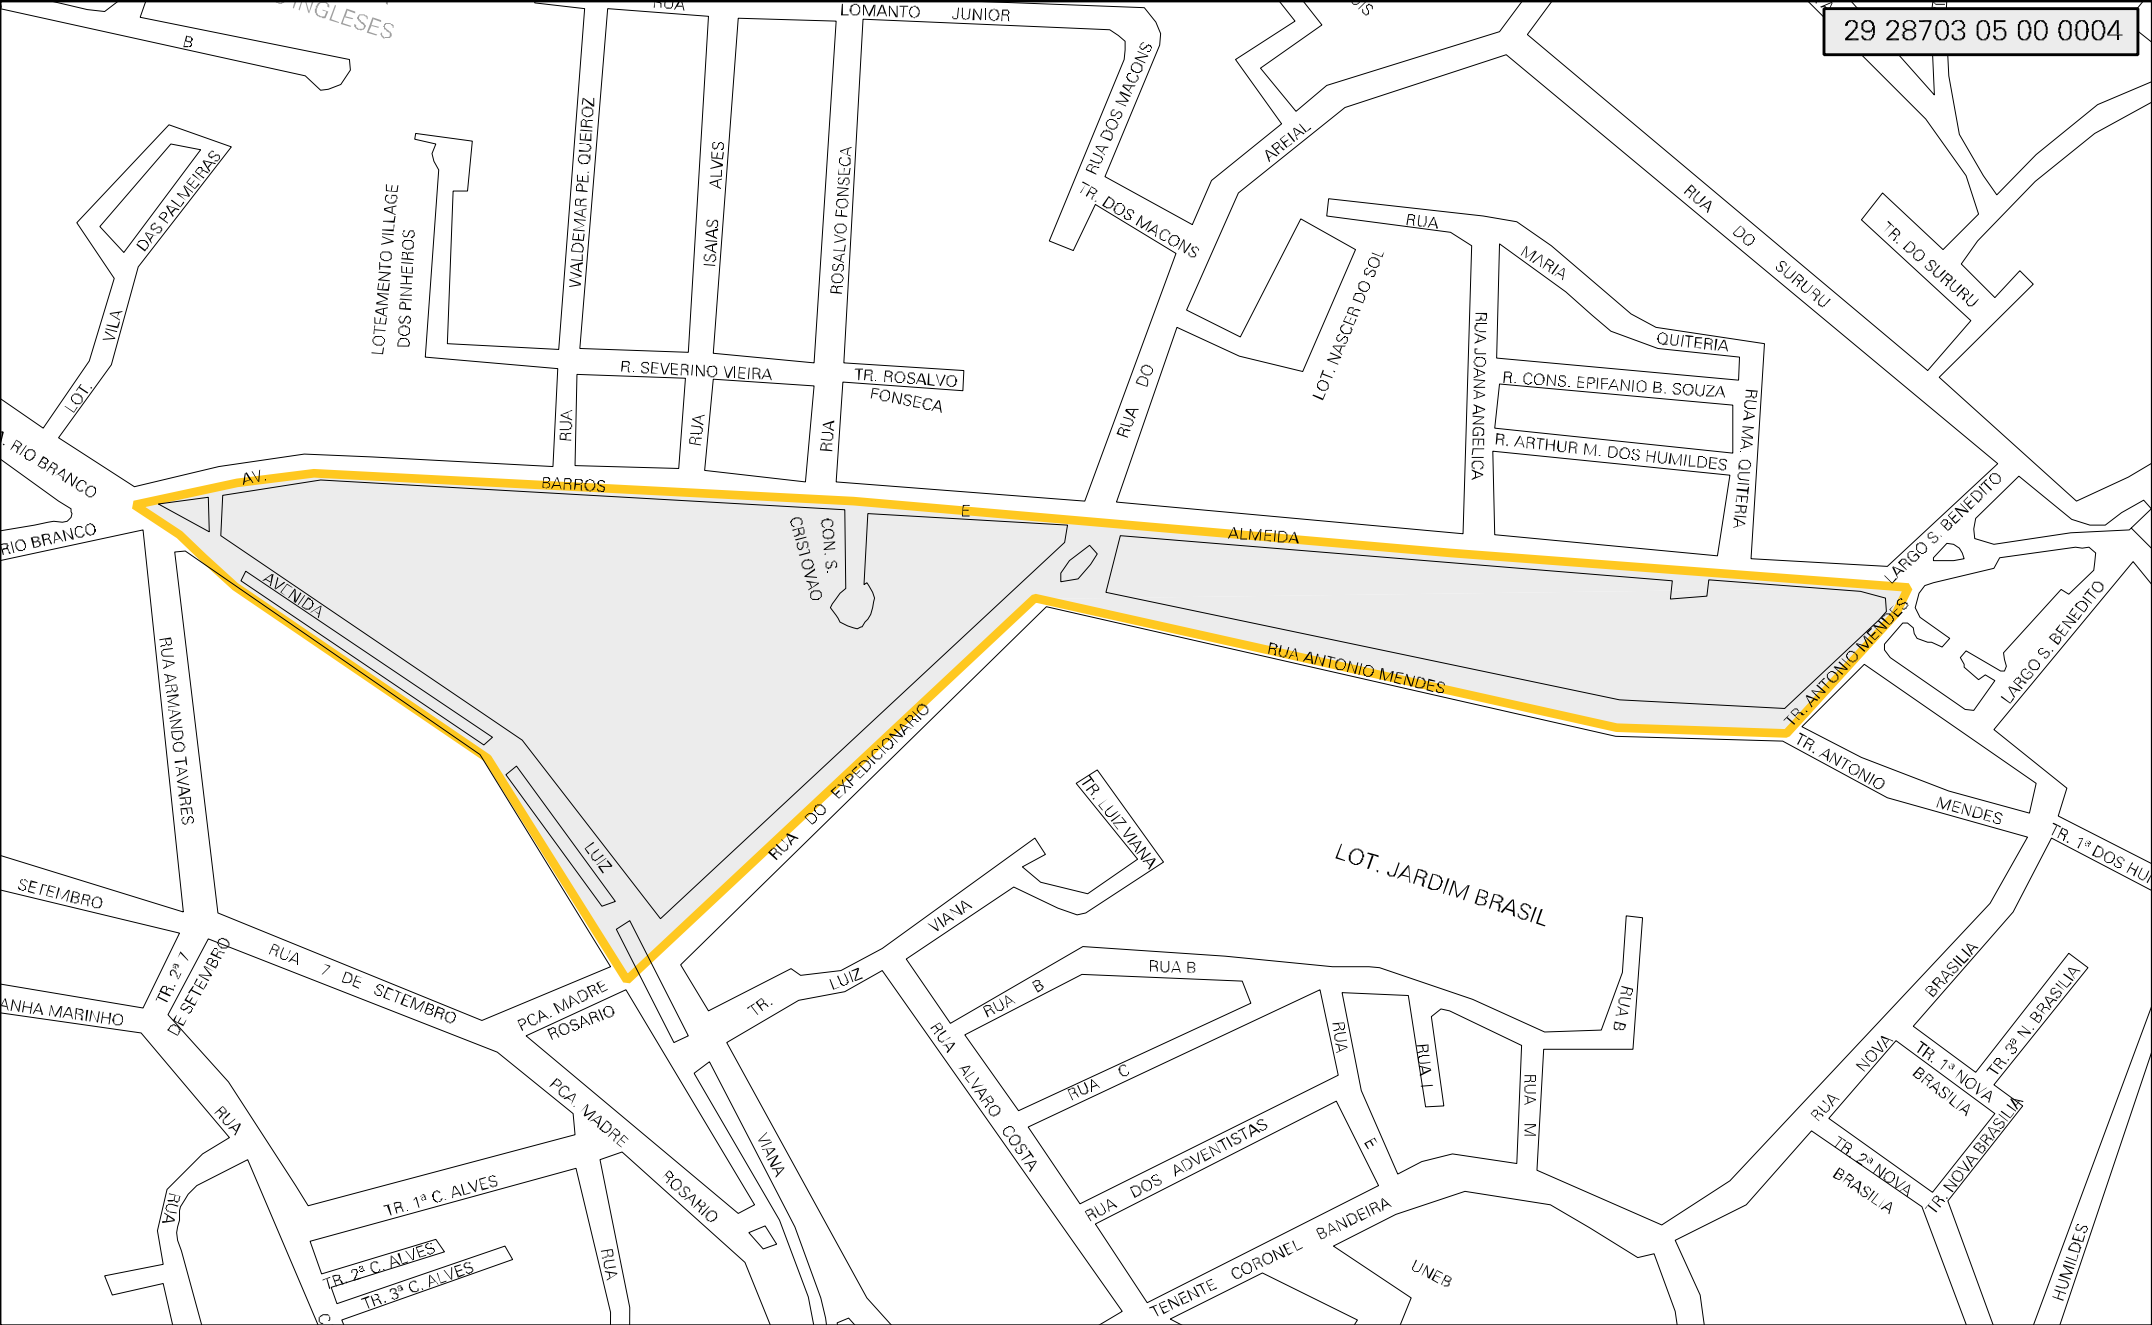 29 28703 05 00 0004
INGLESES
B
RUA
LOMANTO JUNIOR
RUA DOS MACONS
TR. DOS MACONS
AREIAL
RUA DO SURURU
TR. DO SURURU
DAS PALMEIRAS
VILA
LOT.
LOTEAMENTO VILLAGE
DOS PINHEIROS
WALDEMAR PE. QUEIROZ
ISAIAS ALVES
ROSALVO FONSECA
R. SEVERINO VIEIRA
TR. ROSALVO
FONSECA
RUA
RUA
RUA
RUA DO
LOT. NASCER DO SOL
RUA MARIA QUITERIA
RUA JOANA ANGELICA
R. CONS. EPIFANIO B. SOUZA
R. ARTHUR M. DOS HUMILDES
RUA MA. QUITERIA
RIO BRANCO
RIO BRANCO
AV. BARROS E ALMEIDA
CON. S.
CRISTOVAO
LARGO S. BENEDITO
LARGO S. BENEDITO
AVENIDA LUIZ VIANA
RUA ARMANDO TAVARES
RUA DO EXPEDICIONARIO
RUA ANTONIO MENDES
TR. ANTONIO MENDES
TR. ANTONIO MENDES
TR. 1ª DOS HU
TR. LUIZ VIANA
LOT. JARDIM BRASIL
SETEMBRO
TR. 2ª 7
DE SETEMBRO
RUA 7 DE SETEMBRO
ANHA MARINHO
PCA. MADRE
ROSARIO
TR. LUIZ VIANA
RUA B
RUA B
RUA B
RUA C
RUA E
RUA I
RUA M
RUA ALVARO COSTA
RUA DOS ADVENTISTAS
TENENTE CORONEL BANDEIRA
UNEB
RUA NOVA BRASILIA
TR. 3ª N. BRASILIA
TR. 1ª NOVA
BRASILIA
TR. 2ª NOVA
BRASILIA
TR. NOVA BRASILIA
HUMILDES
PCA. MADRE ROSARIO
RUA
RUA
RUA
TR. 1ª C. ALVES
TR. 2ª C. ALVES
TR. 3ª C. ALVES
C